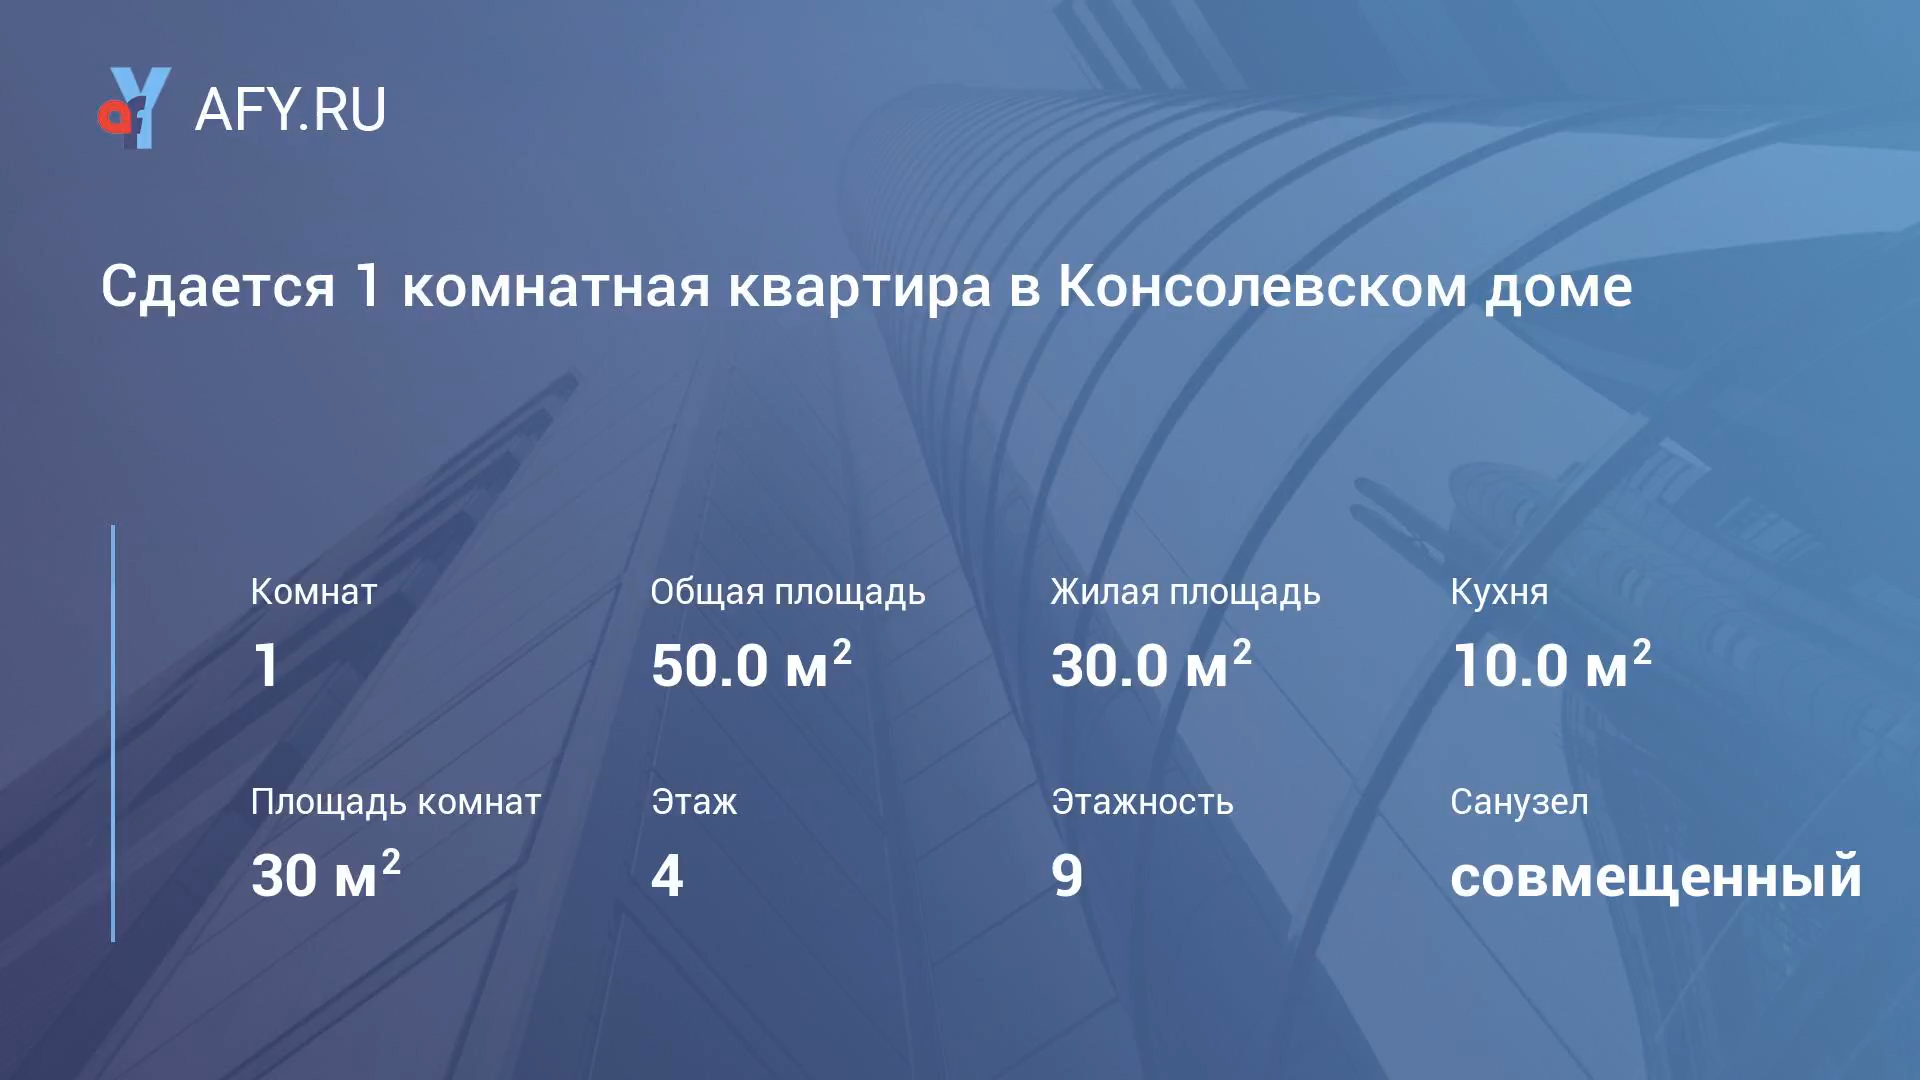 afy AFY.RU
Сдается 1 комнатная квартира в Консолевском доме
Комнат Общая площадь Жилая площадь Кухня
1 50.0 м² 30.0 м² 10.0 м²
Площадь комнат Этаж Этажность Санузел
30 м² 4 9 совмещенный